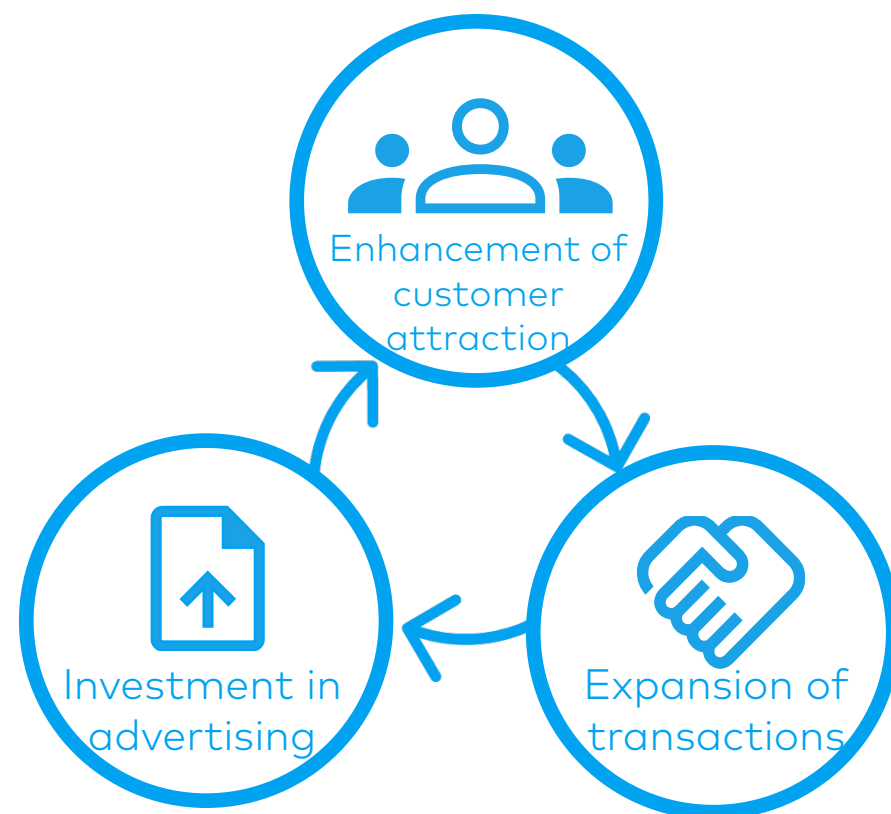 Enhancement of
customer
attraction
Investment in
advertising
Expansion of
transactions